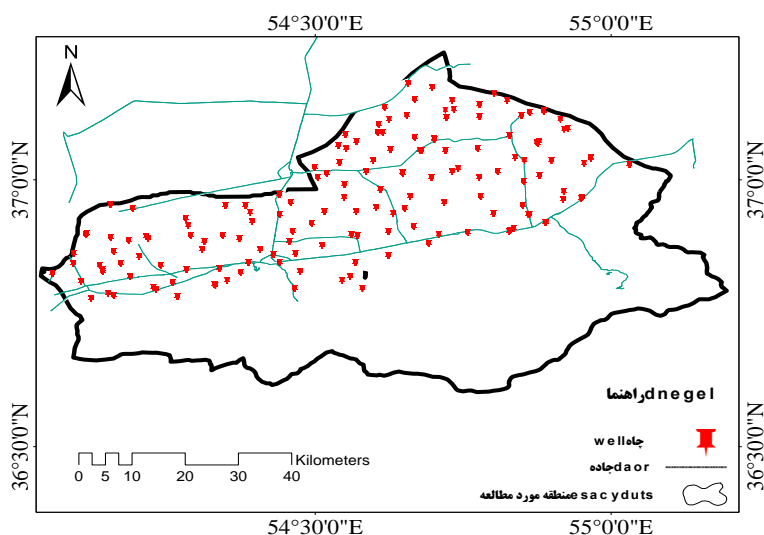 54°30'0"E 55°0'0"E
N
37°0'0"N 37°0'0"N
راهنما dnegel
چاه well
جاده daor
منطقه مورد مطالعه esacyduts
36°30'0"N 36°30'0"N
Kilometers
0 5 10 20 30 40
54°30'0"E 55°0'0"E